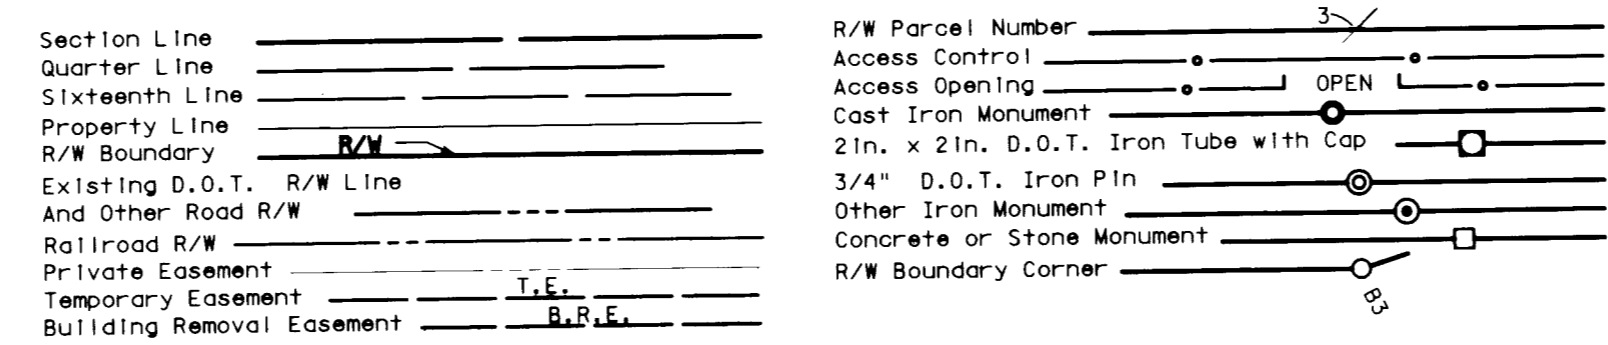 Section Line
Quarter Line
Sixteenth Line
Property Line
R/W Boundary R/W
Existing D.O.T. R/W Line
And Other Road R/W
Railroad R/W
Private Easement
Temporary Easement T.E.
Building Removal Easement B.R.E.
R/W Parcel Number 3
Access Control
Access Opening OPEN
Cast Iron Monument
2in. x 2in. D.O.T. Iron Tube with Cap
3/4" D.O.T. Iron Pin
Other Iron Monument
Concrete or Stone Monument
R/W Boundary Corner
B3